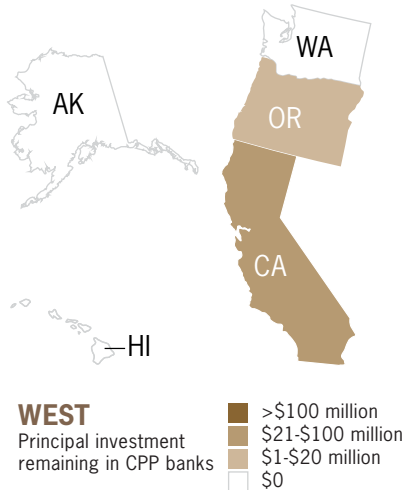 WA
AK
OR
CA
HI
WEST
Principal investment
remaining in CPP banks
>$100 million
$21-$100 million
$1-$20 million
$0